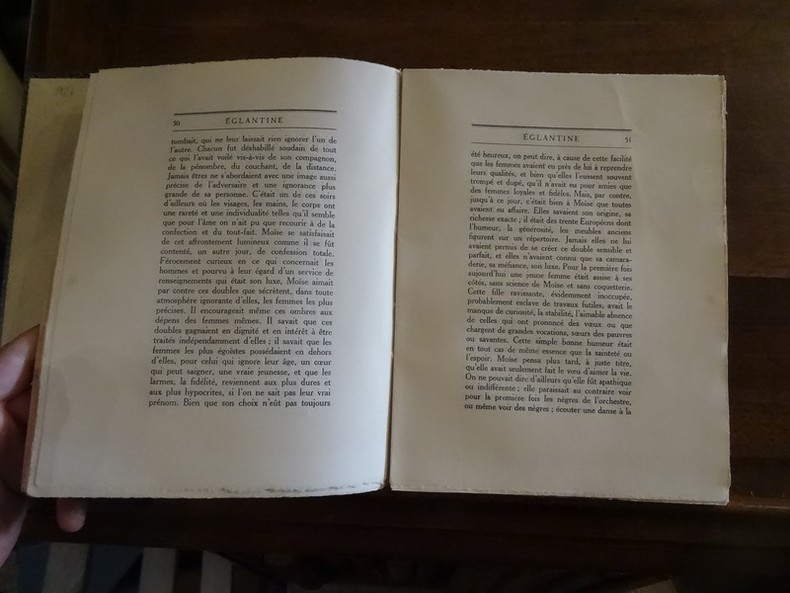 50 ÉGLANTINE
tombait, qui ne leur laissait rien ignorer l'un de
l'autre. Chacun fut déshabillé soudain de tout
ce qui l'avait voilé vis-à-vis de son compagnon,
de la pénombre, du couchant, de la distance.
Jamais êtres ne s'abordaient avec une image aussi
précise de l'adversaire et une ignorance plus
grande de sa personne. C'était un de ces soirs
d'ailleurs où les visages, les mains, le corps ont
une rareté et une individualité telles qu'il semble
que pour l'âme on n'ait pu que recourir à de la
confection et du tout-fait. Moïse se satisfaisait
de cet affrontement lumineux comme il se fût
contenté, un autre jour, de confession totale.
Férocement curieux en ce qui concernait les
hommes et pourvu à leur égard d'un service de
renseignements qui était son luxe, Moïse aimait
par contre ces doubles que sécrètent, dans toute
atmosphère ignorante d'elles, les femmes les plus
précises. Il encourageait même ces ombres aux
dépens des femmes mêmes. Il savait que ces
doubles gagnaient en dignité et en intérêt à être
traités indépendamment d'elles ; il savait que les
femmes les plus égoïstes possédaient en dehors
d'elles, pour celui qui ignore leur âge, un cœur
qui peut saigner, une vraie jeunesse, et que les
larmes, la fidélité, reviennent aux plus dures et
aux plus hypocrites, si l'on ne sait pas leur vrai
prénom. Bien que son choix n'eût pas toujours
ÉGLANTINE 51
été heureux, on peut dire, à cause de cette facilité
que les femmes avaient eu près de lui à reprendre
leurs qualités, et bien qu'elles l'eussent souvent
trompé et dupé, qu'il n'avait eu pour amies que
des femmes loyales et fidèles. Mais, par contre,
jusqu'à ce jour, c'était bien à Moïse que toutes
avaient eu affaire. Elles savaient son origine, sa
richesse exacte ; il était des trente Européens dont
l'humeur, la générosité, les meubles anciens
figurent sur un répertoire. Jamais elles ne lui
avaient permis de se créer ce double sensible et
parfait, et elles n'avaient connu que sa camara-
derie, sa méfiance, son luxe. Pour la première fois
aujourd'hui une jeune femme était assise à ses
côtés, sans science de Moïse et sans coquetterie.
Cette fille ravissante, évidemment inoccupée,
probablement esclave de travaux futiles, avait le
manque de curiosité, la stabilité, l'aimable absence
de celles qui ont prononcé des vœux ou que
chargent de grandes vocations, sœurs des pauvres
ou savantes. Cette simple bonne humeur était
en tout cas de même essence que la sainteté ou
l'espoir. Moïse pensa plus tard, à juste titre,
qu'elle avait seulement fait le vœu d'aimer la vie.
On ne pouvait dire d'ailleurs qu'elle fût apathique
ou indifférente ; elle paraissait au contraire voir
pour la première fois les nègres de l'orchestre,
ou même voir des nègres ; écouter une danse à la